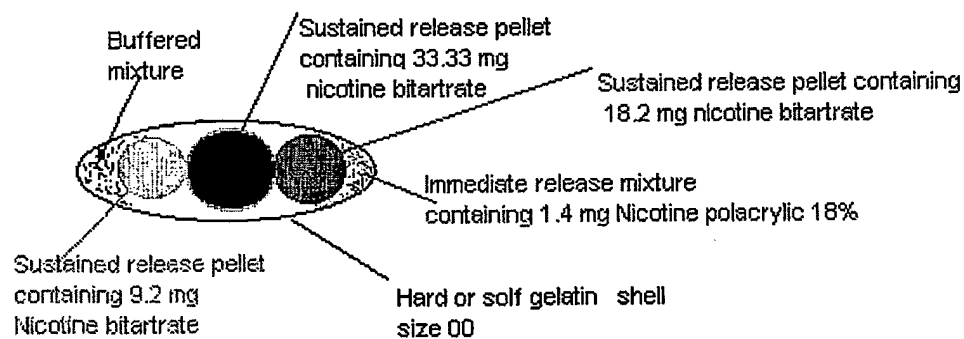 Buffered
mixture
Sustained release pellet
containing 33.33 mg
nicotine bitartrate
Sustained release pellet containing
18.2 mg nicotine bitartrate
Immediate release mixture
containing 1.4 mg Nicotine polacrylic 18%
Sustained release pellet
containing 9.2 mg
Nicotine bitartrate
Hard or solf gelatin shell
size 00